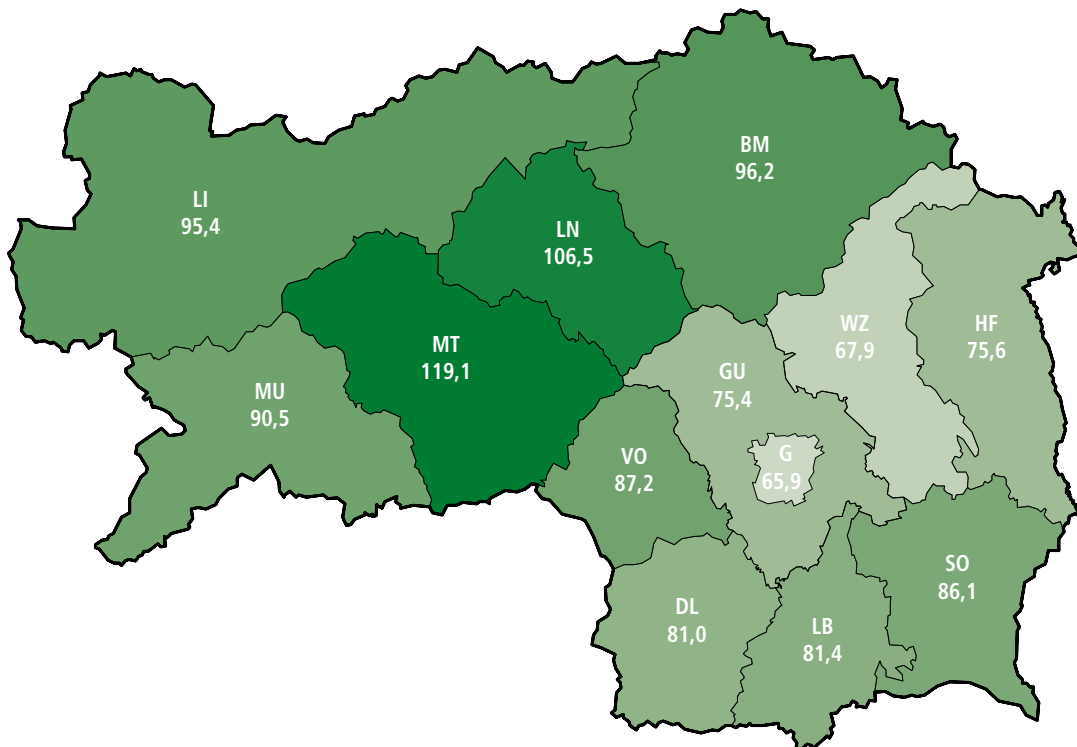 BM
96,2
LI
95,4
LN
106,5
WZ
67,9
HF
75,6
MT
119,1
GU
75,4
MU
90,5
G
65,9
VO
87,2
SO
86,1
DL
81,0
LB
81,4